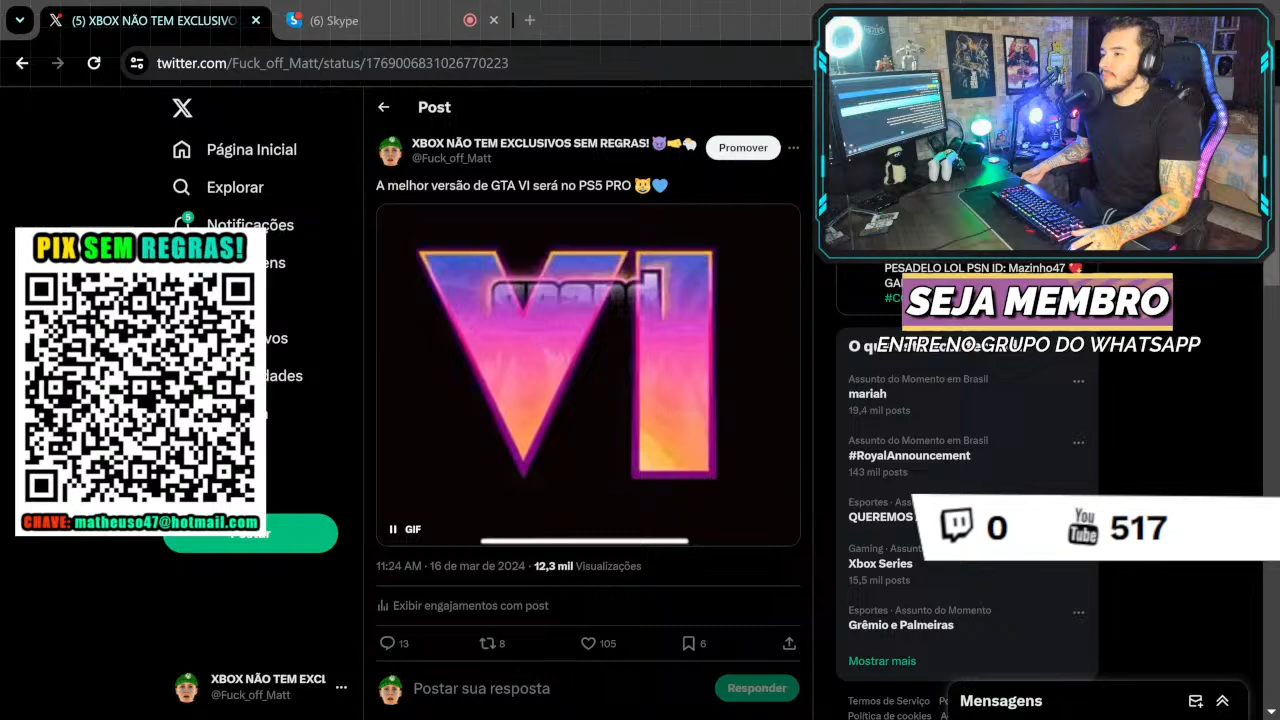 (5) XBOX NÃO TEM EXCLUSIVO
(6) Skype
twitter.com/Fuck_off_Matt/status/1769009531026770223
Página Inicial
Explorar
5
Notificações
PIX SEM REGRAS!
CHAVE: matheuso47@hotmail.com
XBOX NÃO TEM EXCL
@Fuck_off_Matt
Post
XBOX NÃO TEM EXCLUSIVOS SEM REGRAS!
@Fuck_off_Matt
Promover
A melhor versão de GTA VI será no PS5 PRO
VI
grand
GIF
11:24 AM · 16 de mar de 2024 · 12,3 mil Visualizações
Exibir engajamentos com post
13
8
105
6
Postar sua resposta
Responder
PESADELO LOL PSN ID: Mazinho47
SEJA MEMBRO
ENTRE NO GRUPO DO WHATSAPP
Assunto do Momento em Brasil
mariah
19,4 mil posts
Assunto do Momento em Brasil
#RoyalAnnouncement
143 mil posts
QUEREMOS
You Tube
0
517
Xbox Series
15,5 mil posts
Esportes · Assunto do Momento
Grêmio e Palmeiras
Mostrar mais
Termos de Serviço
Política de cookies
Mensagens